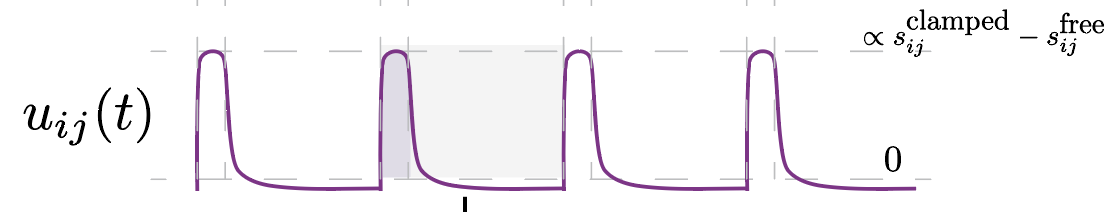 ∝ s_{ij}^{clamped} − s_{ij}^{free}
u_{ij}(t)
0